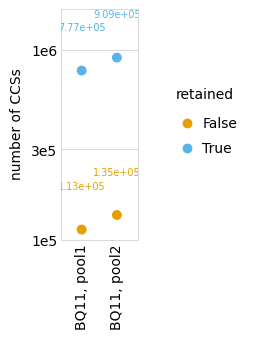 9.09e+05
7.77e+05
1e6
number of CCSs
3e5
1.35e+05
1.13e+05
1e5
BQ11, pool1
BQ11, pool2
retained
False
True